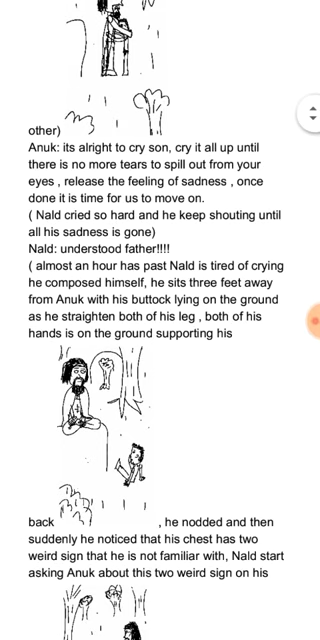 other)
Anuk: its alright to cry son, cry it all up until
there is no more tears to spill out from your
eyes , release the feeling of sadness , once
done it is time for us to move on.
( Nald cried so hard and he keep shouting until
all his sadness is gone)
Nald: understood father!!!!
( almost an hour has past Nald is tired of crying
he composed himself, he sits three feet away
from Anuk with his buttock lying on the ground
as he straighten both of his leg , both of his
hands is on the ground supporting his
back , he nodded and then
suddenly he noticed that his chest has two
weird sign that he is not familiar with, Nald start
asking Anuk about this two weird sign on his